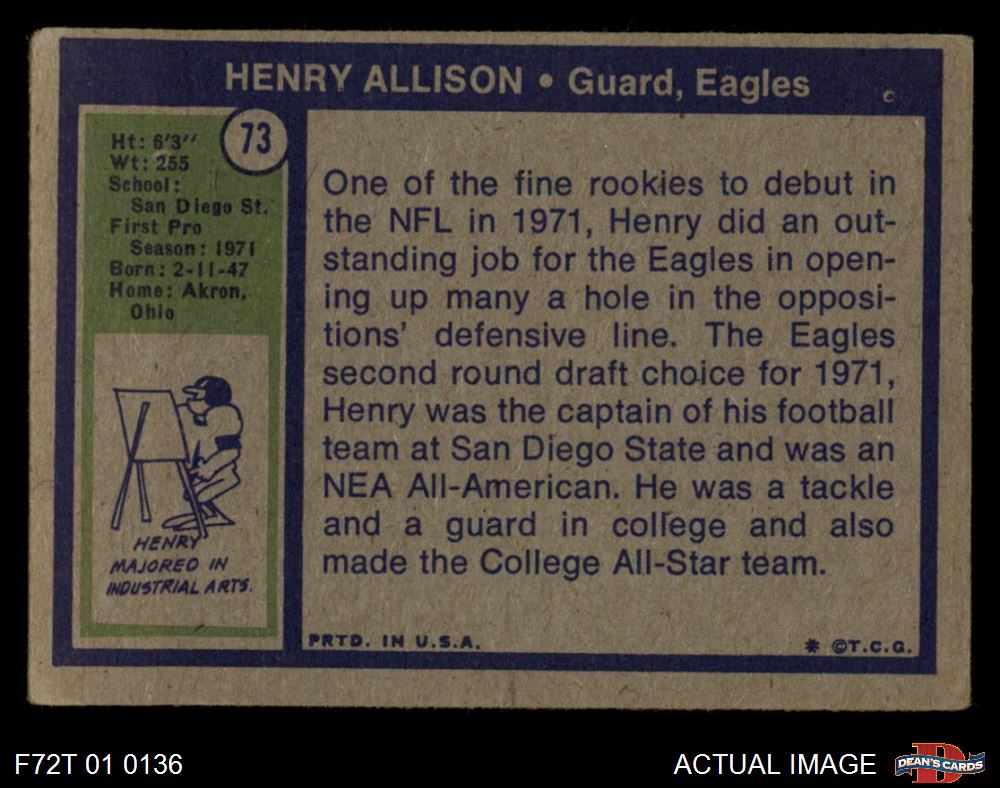 HENRY ALLISON • Guard, Eagles
c
73
Ht: 6'3''
Wt: 255
School:
San Diego St.
First Pro
Season: 1971
Born: 2-11-47
Home: Akron,
Ohio
HENRY
MAJORED IN
INDUSTRIAL ARTS.
One of the fine rookies to debut in
the NFL in 1971, Henry did an out-
standing job for the Eagles in open-
ing up many a hole in the opposi-
tions' defensive line. The Eagles
second round draft choice for 1971,
Henry was the captain of his football
team at San Diego State and was an
NEA All-American. He was a tackle
and a guard in college and also
made the College All-Star team.
PRTD. IN U.S.A.
* ©T.C.G.
F72T 01 0136
ACTUAL IMAGE
DEAN'S CARDS